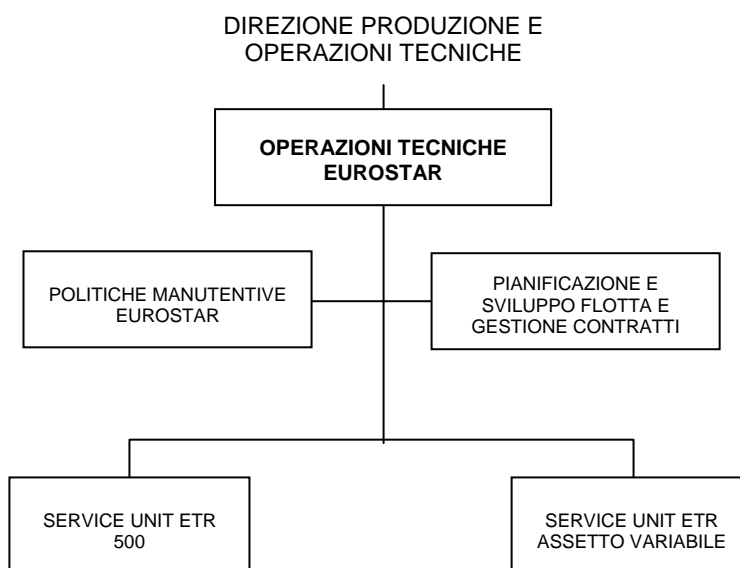 DIREZIONE PRODUZIONE E
OPERAZIONI TECNICHE
OPERAZIONI TECNICHE
EUROSTAR
POLITICHE MANUTENTIVE
EUROSTAR
PIANIFICAZIONE E
SVILUPPO FLOTTA E
GESTIONE CONTRATTI
SERVICE UNIT ETR
500
SERVICE UNIT ETR
ASSETTO VARIABILE